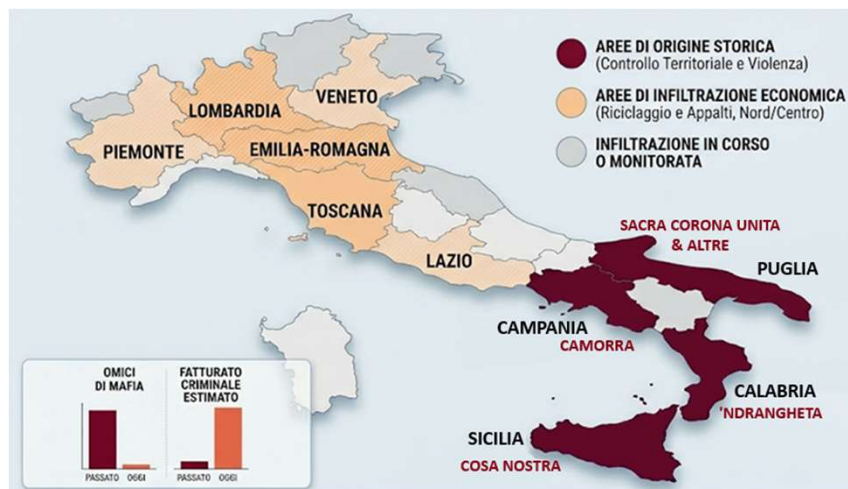 AREE DI ORIGINE STORICA
(Controllo Territoriale e Violenza)
AREE DI INFILTRAZIONE ECONOMICA
(Riciclaggio e Appalti, Nord/Centro)
INFILTRAZIONE IN CORSO
O MONITORATA
VENETO
LOMBARDIA
PIEMONTE
EMILIA-ROMAGNA
TOSCANA
LAZIO
SACRA CORONA UNITA
& ALTRE
PUGLIA
CAMPANIA
CAMORRA
CALABRIA
'NDRANGHETA
SICILIA
COSA NOSTRA
OMICI
DI MAFIA
PASSATO OGGI
FATTURATO
CRIMINALE
ESTIMATO
PASSATO OGGI